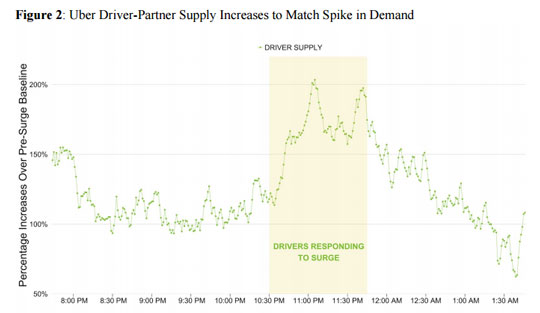 Figure 2: Uber Driver-Partner Supply Increases to Match Spike in Demand
DRIVER SUPPLY
Percentage Increases Over Pre-Surge Baseline
200%
150%
100%
50%
DRIVERS RESPONDING
TO SURGE
8:00 PM 8:30 PM 9:00 PM 9:30 PM 10:00 PM 10:30 PM 11:00 PM 11:30 PM 12:00 AM 12:30 AM 1:00 AM 1:30 AM